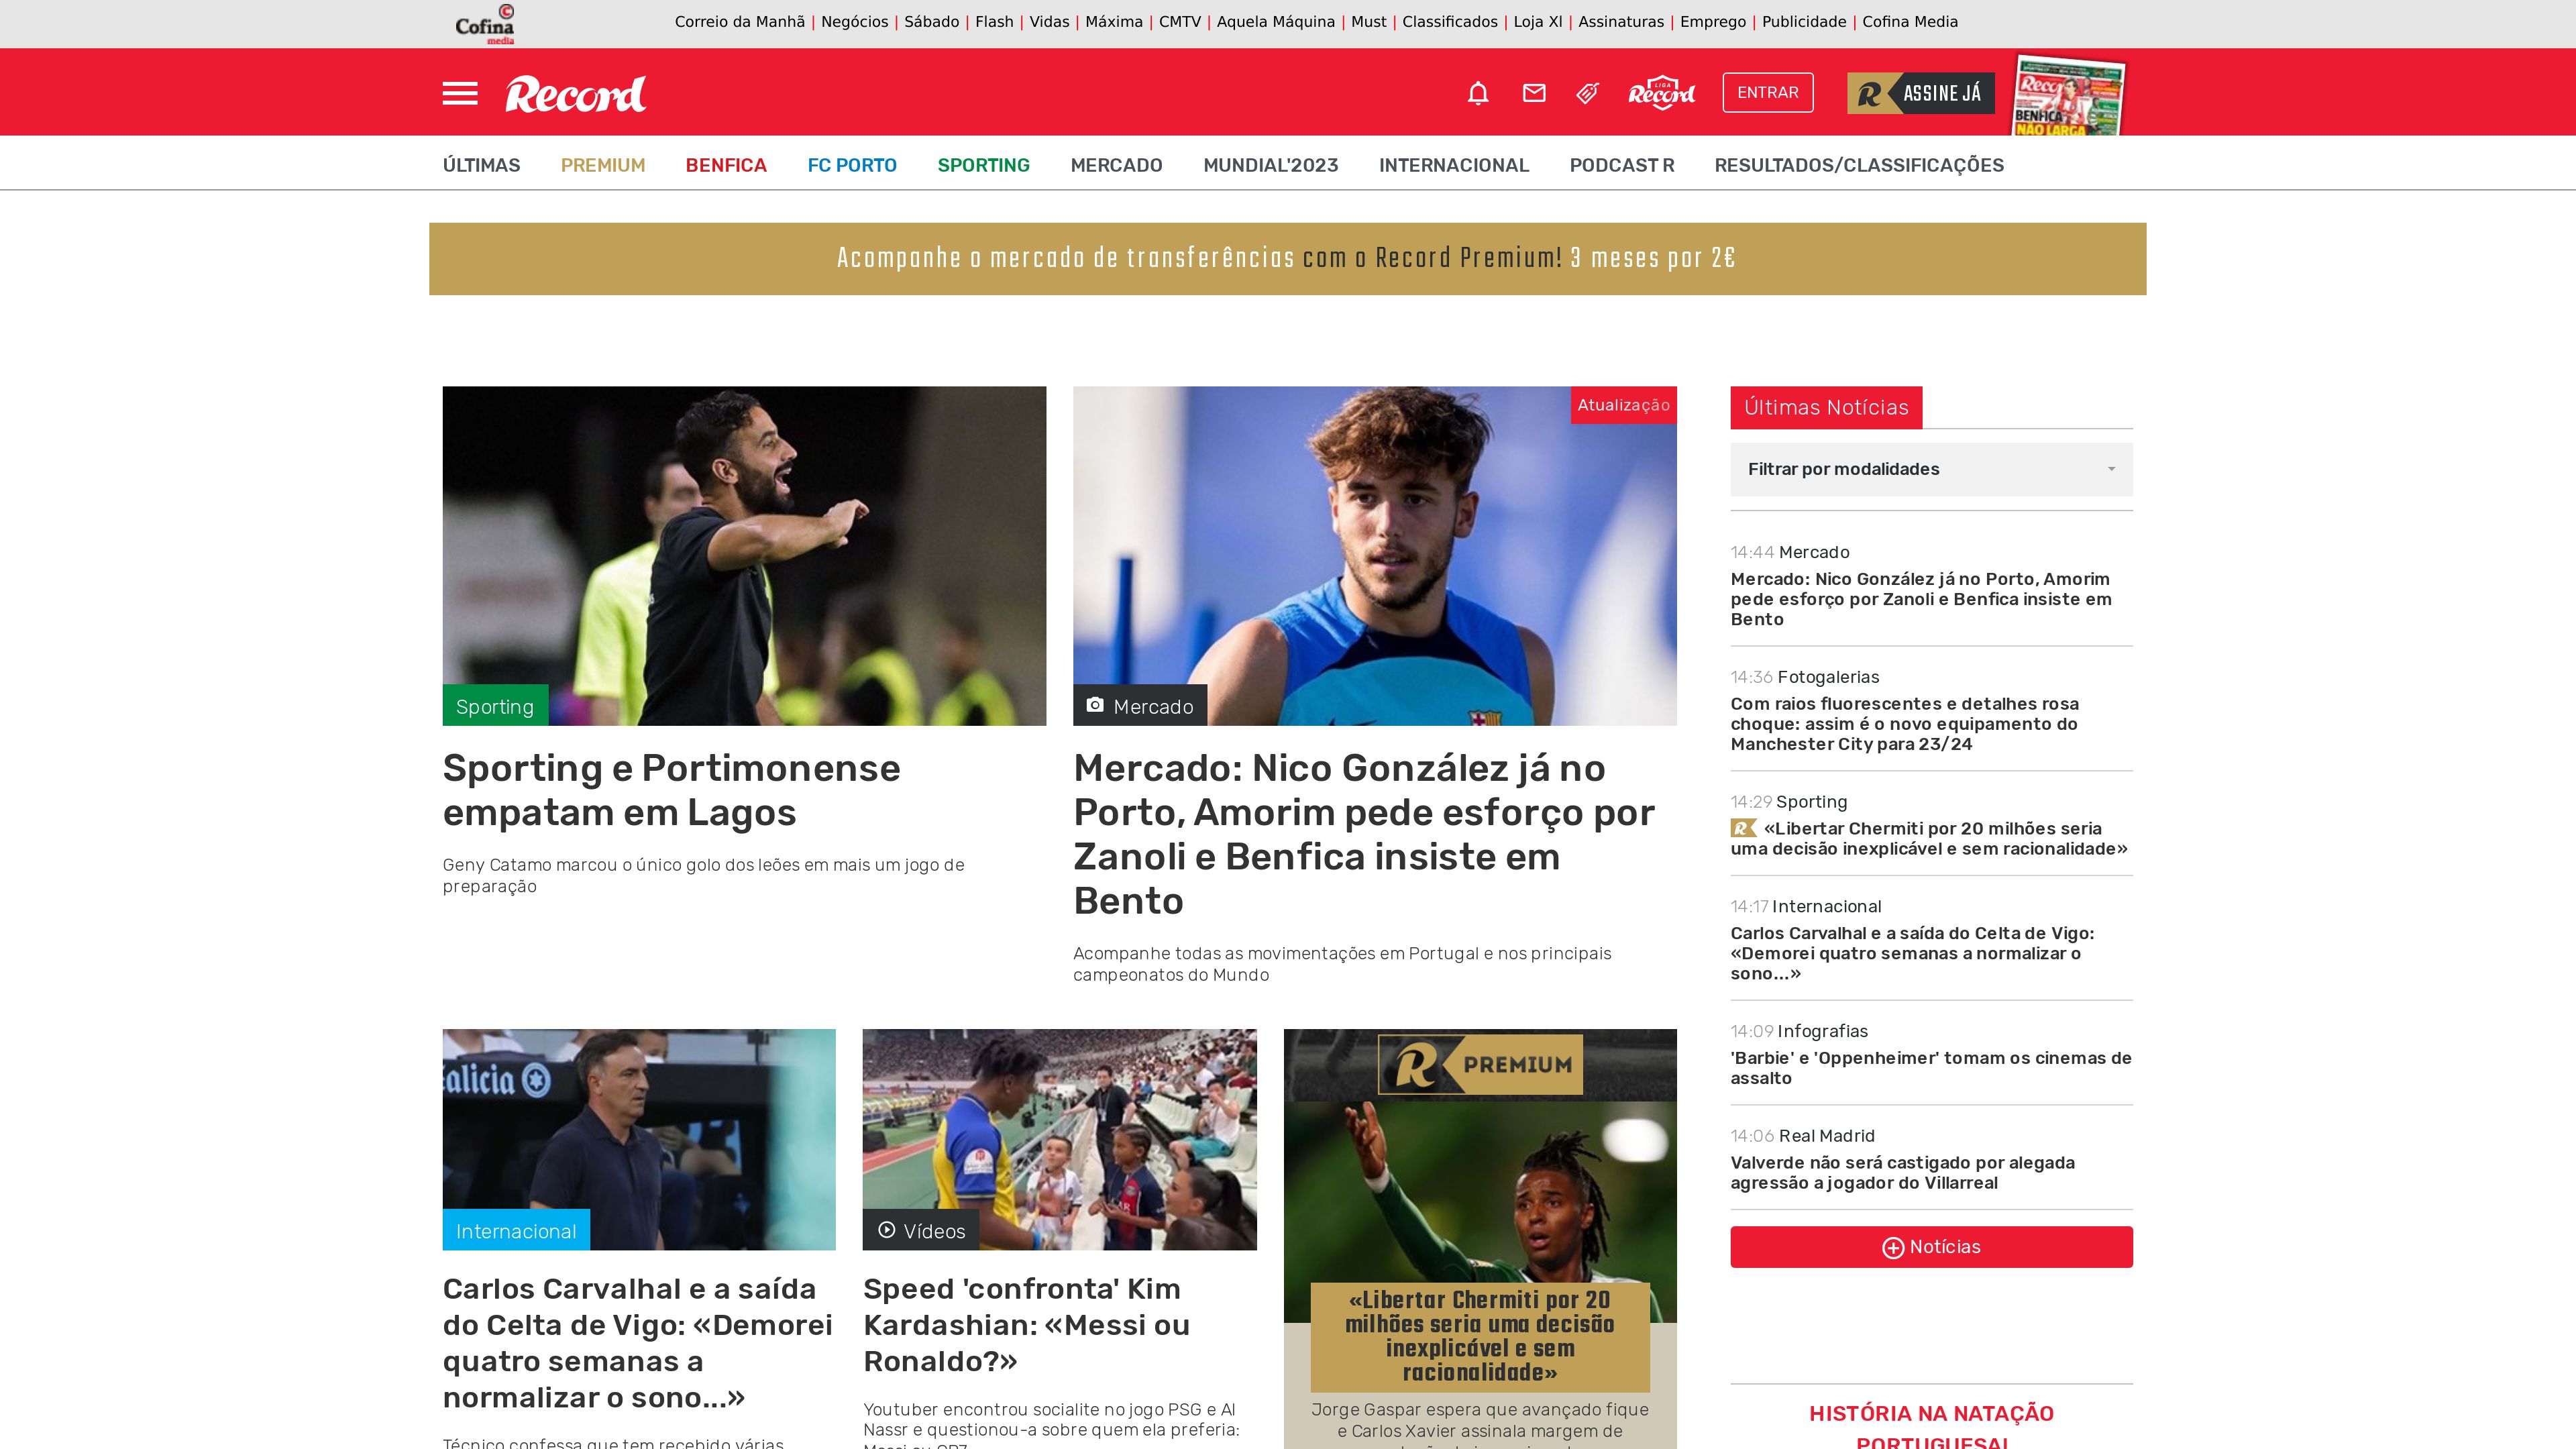 Cofina
media
Correio da Manhã | Negócios | Sábado | Flash | Vidas | Máxima | CMTV | Aquela Máquina | Must | Classificados | Loja Xl | Assinaturas | Emprego | Publicidade | Cofina Media
Record
LIGA
Record
ENTRAR
R ASSINE JÁ
BENFICA
NÃO LARGA
ÚLTIMAS PREMIUM BENFICA FC PORTO SPORTING MERCADO MUNDIAL'2023 INTERNACIONAL PODCAST R RESULTADOS/CLASSIFICAÇÕES
Acompanhe o mercado de transferências com o Record Premium! 3 meses por 2€
Sporting
Sporting e Portimonense
empatam em Lagos
Geny Catamo marcou o único golo dos leões em mais um jogo de
preparação
Atualização
Mercado
Mercado: Nico González já no
Porto, Amorim pede esforço por
Zanoli e Benfica insiste em
Bento
Acompanhe todas as movimentações em Portugal e nos principais
campeonatos do Mundo
alicia
Internacional
Carlos Carvalhal e a saída
do Celta de Vigo: «Demorei
quatro semanas a
normalizar o sono...»
Técnico confessa que tem recebido várias
Vídeos
Speed 'confronta' Kim
Kardashian: «Messi ou
Ronaldo?»
Youtuber encontrou socialite no jogo PSG e Al
Nassr e questionou-a sobre quem ela preferia:
Messi ou CR7
R PREMIUM
«Libertar Chermiti por 20
milhões seria uma decisão
inexplicável e sem
racionalidade»
Jorge Gaspar espera que avançado fique
e Carlos Xavier assinala margem de
Últimas Notícias
Filtrar por modalidades
14:44 Mercado
Mercado: Nico González já no Porto, Amorim
pede esforço por Zanoli e Benfica insiste em
Bento
14:36 Fotogalerias
Com raios fluorescentes e detalhes rosa
choque: assim é o novo equipamento do
Manchester City para 23/24
14:29 Sporting
R «Libertar Chermiti por 20 milhões seria
uma decisão inexplicável e sem racionalidade»
14:17 Internacional
Carlos Carvalhal e a saída do Celta de Vigo:
«Demorei quatro semanas a normalizar o
sono...»
14:09 Infografias
'Barbie' e 'Oppenheimer' tomam os cinemas de
assalto
14:06 Real Madrid
Valverde não será castigado por alegada
agressão a jogador do Villarreal
Notícias
HISTÓRIA NA NATAÇÃO
PORTUGUESA!